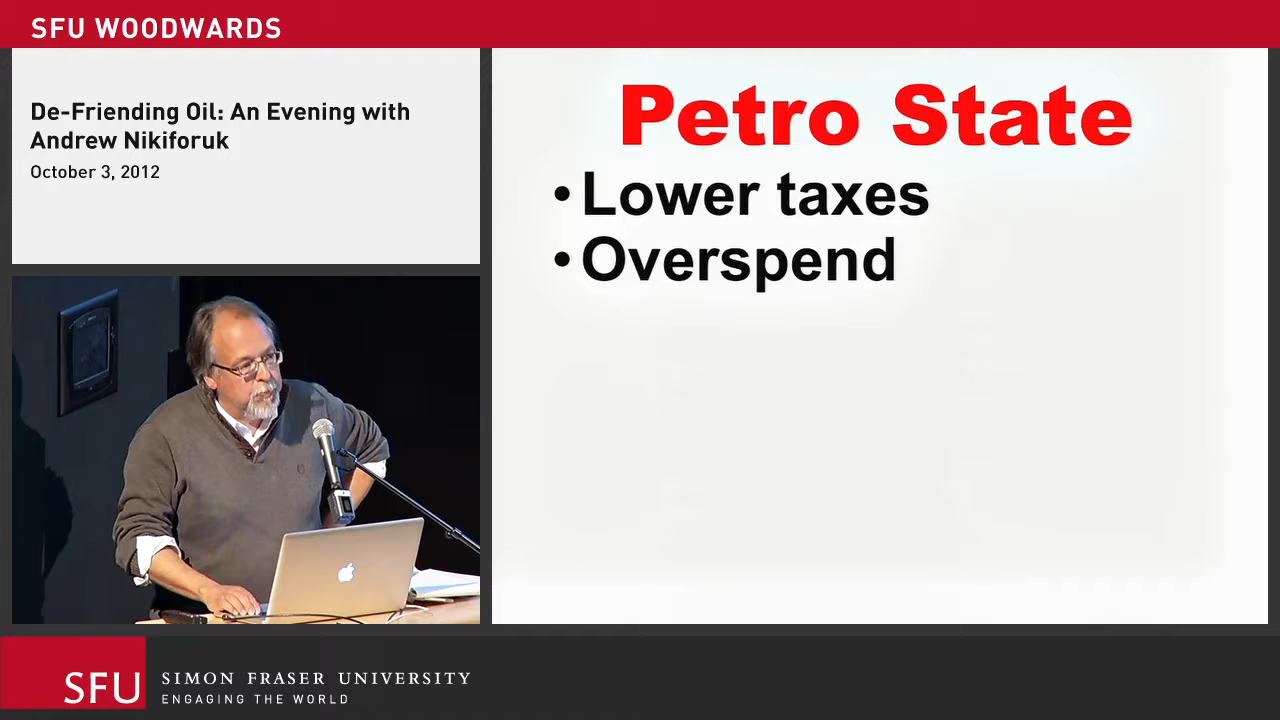 SFU WOODWARDS
De-Friending Oil: An Evening with
Andrew Nikiforuk
October 3, 2012
Petro State
• Lower taxes
• Overspend
SFU
SIMON FRASER UNIVERSITY
ENGAGING THE WORLD